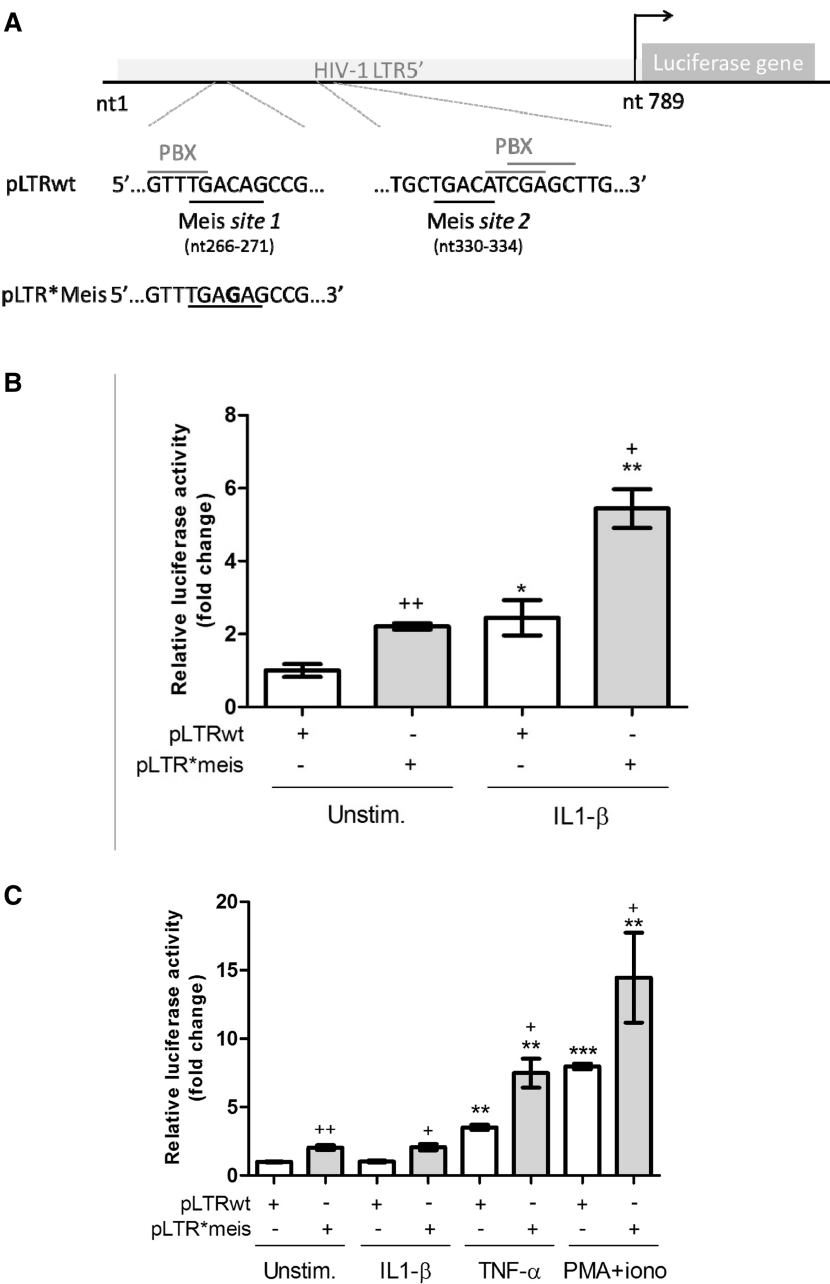 A
HIV-1 LTR5’
Luciferase gene
nt1
nt 789
PBX
PBX
pLTRwt 5’...GTTTGACAGCCG... ...TGCTGACATCGAGCTTG...3’
Meis site 1
Meis site 2
(nt266-271)
(nt330-334)
pLTR*Meis 5’...GTTTGAGAGCCG...3’
B
Relative luciferase activity
(fold change)
8
6
4
2
0
++
*
+
**
pLTRwt + - + -
pLTR*meis - + - +
Unstim. IL1-β
C
Relative luciferase activity
(fold change)
20
15
10
5
0
++
+
**
+
**
***
+
**
pLTRwt + - + - + - + -
pLTR*meis - + - + - + - +
Unstim. IL1-β TNF-α PMA+iono